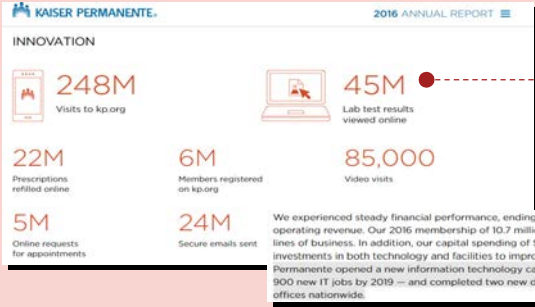 KAISER PERMANENTE®
2016 ANNUAL REPORT
INNOVATION
248M
Visits to kp.org
45M
Lab test results
viewed online
22M
Prescriptions
refilled online
6M
Members registered
on kp.org
85,000
Video visits
5M
Online requests
for appointments
24M
Secure emails sent
We experienced steady financial performance, ending
operating revenue. Our 2016 membership of 10.7
lines of business. In addition, our capital spending of
investments in both technology and facilities to
Permanente opened a new information technology
900 new IT jobs by 2019 — and completed two new
offices nationwide.